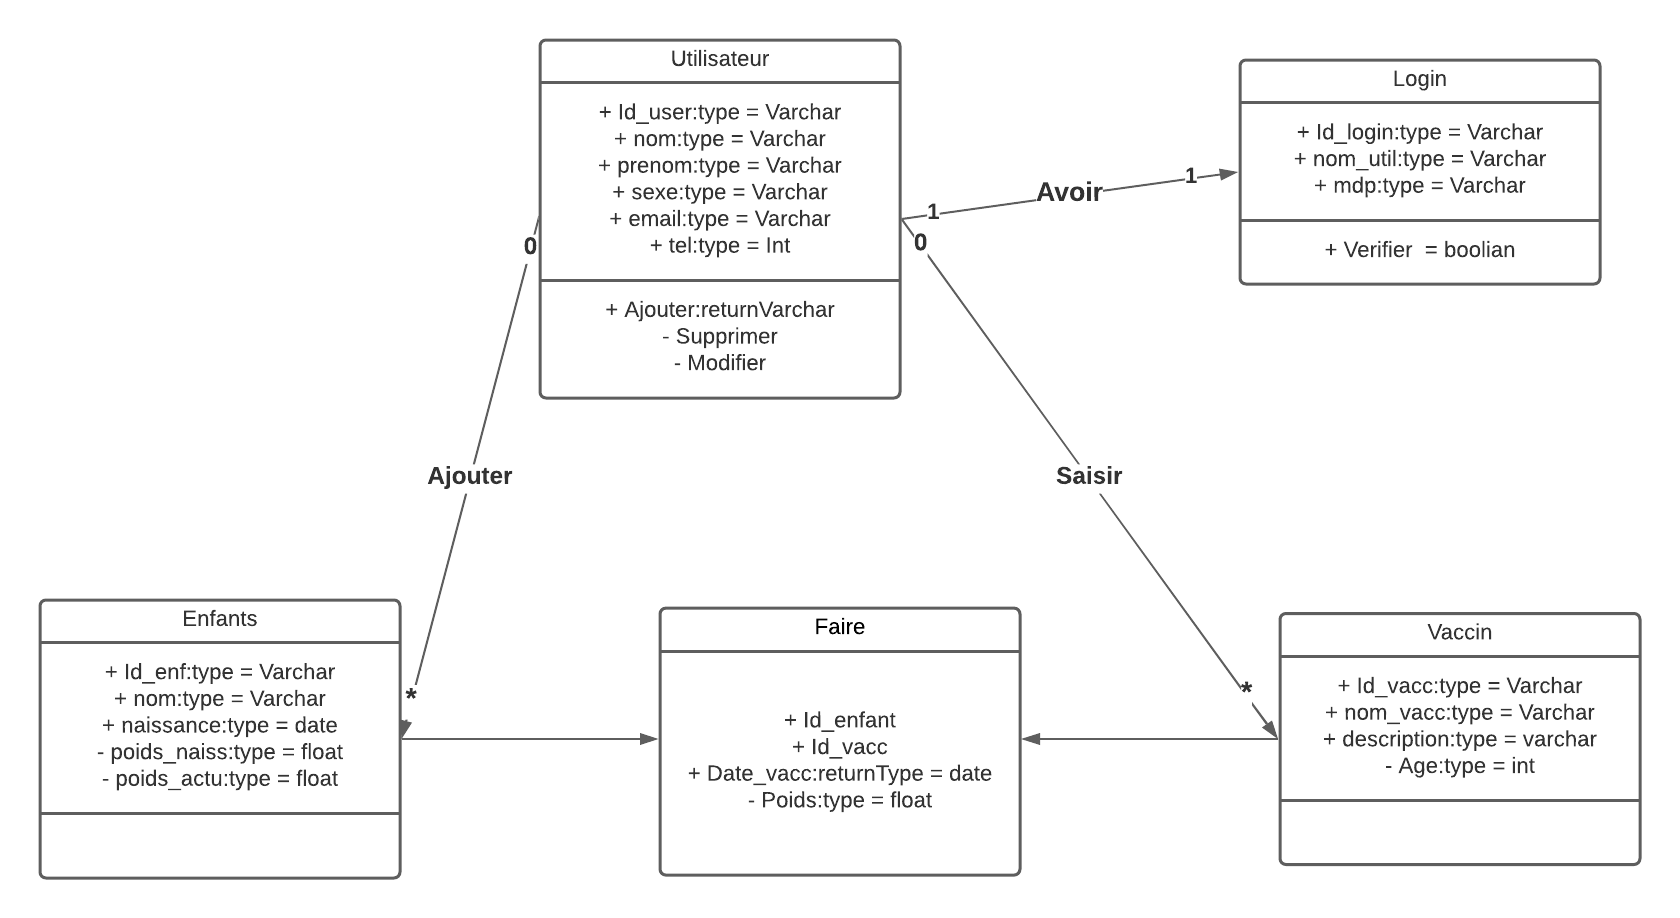 Utilisateur
+ Id_user:type = Varchar
+ nom:type = Varchar
+ prenom:type = Varchar
+ sexe:type = Varchar
+ email:type = Varchar
+ tel:type = Int
+ Ajouter:returnVarchar
- Supprimer
- Modifier
Login
+ Id_login:type = Varchar
+ nom_util:type = Varchar
+ mdp:type = Varchar
+ Verifier  = boolian
1
Avoir
1
0
0
Ajouter
Saisir
*
*
Enfants
+ Id_enf:type = Varchar
+ nom:type = Varchar
+ naissance:type = date
- poids_naiss:type = float
- poids_actu:type = float
Faire
+ Id_enfant
+ Id_vacc
+ Date_vacc:returnType = date
- Poids:type = float
Vaccin
+ Id_vacc:type = Varchar
+ nom_vacc:type = Varchar
+ description:type = varchar
- Age:type = int